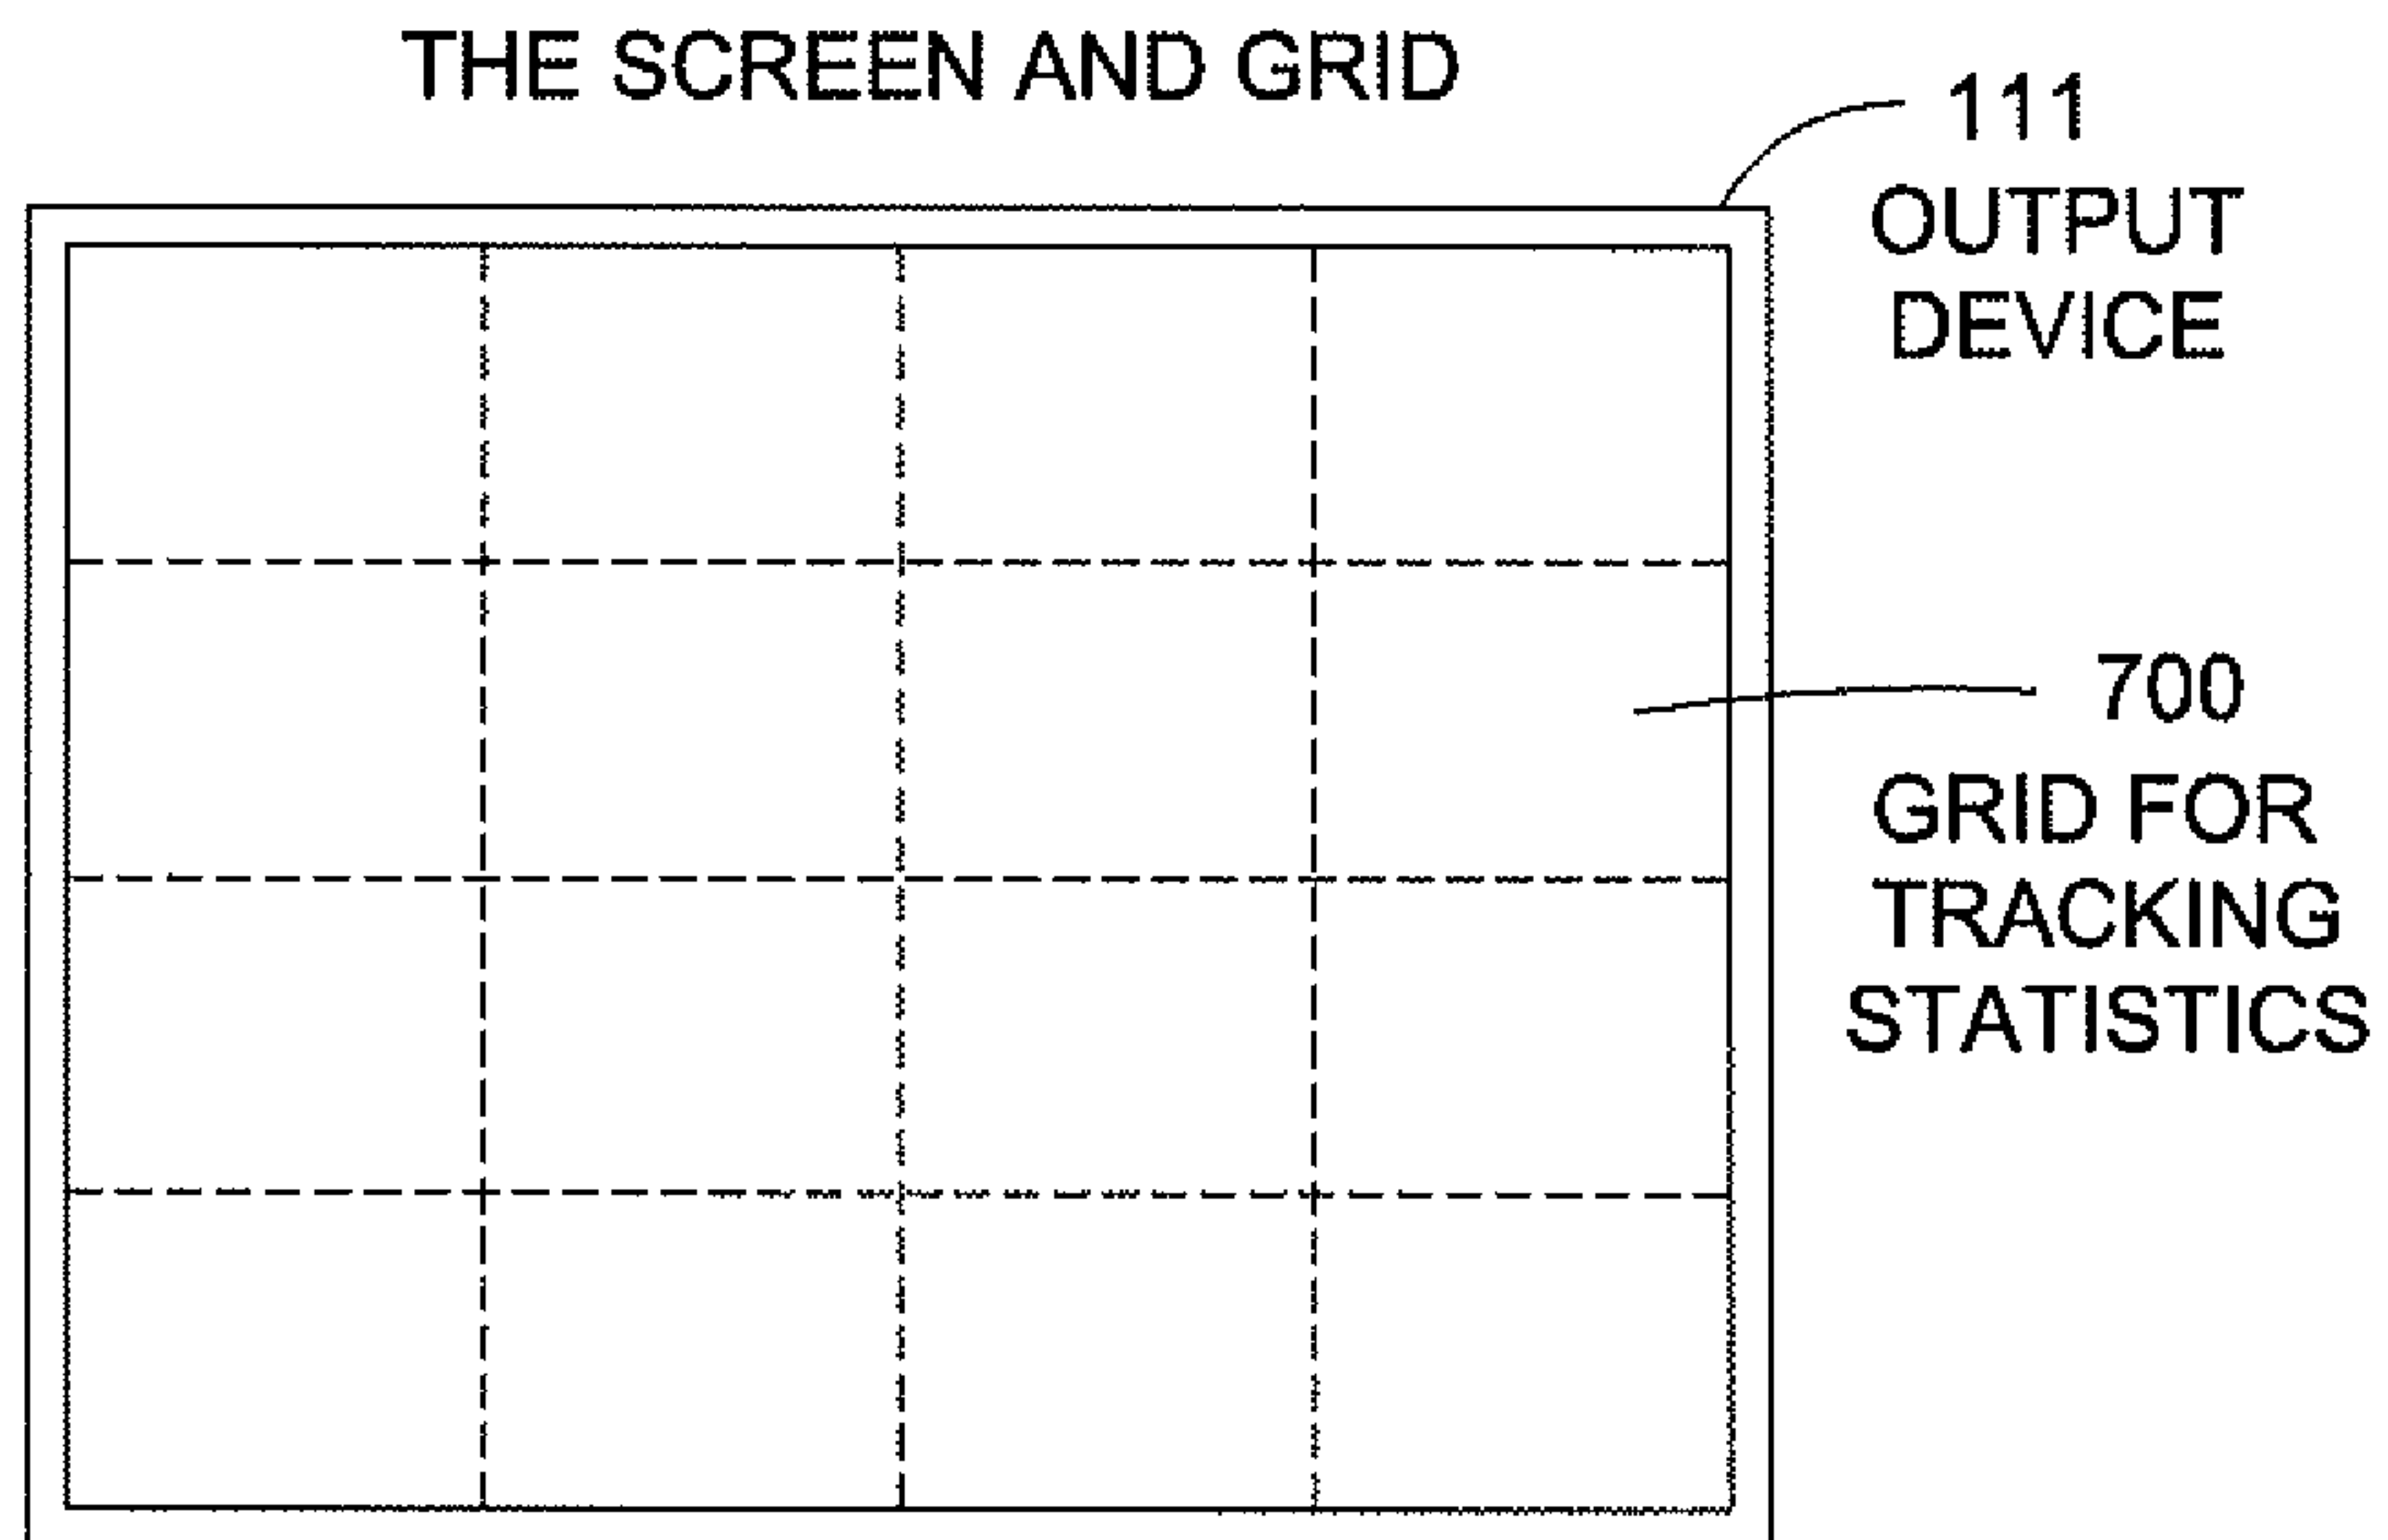 THE SCREEN AND GRID
111
OUTPUT
DEVICE
700
GRID FOR
TRACKING
STATISTICS